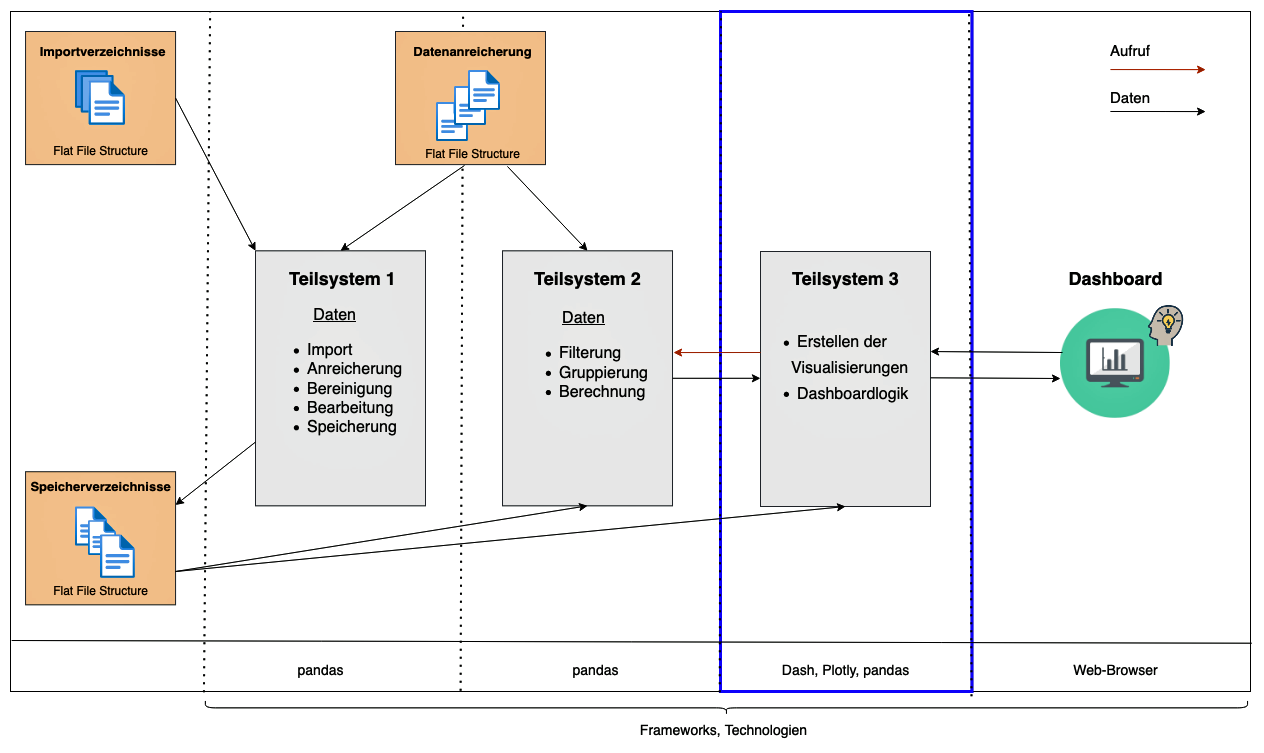 Importverzeichnisse
Flat File Structure
Datenanreicherung
Flat File Structure
Aufruf
Daten
Teilsystem 1
Daten
• Import
• Anreicherung
• Bereinigung
• Bearbeitung
• Speicherung
Teilsystem 2
Daten
• Filterung
• Gruppierung
• Berechnung
Teilsystem 3
• Erstellen der
Visualisierungen
• Dashboardlogik
Dashboard
Speicherverzeichnisse
Flat File Structure
pandas
pandas
Dash, Plotly, pandas
Web-Browser
Frameworks, Technologien